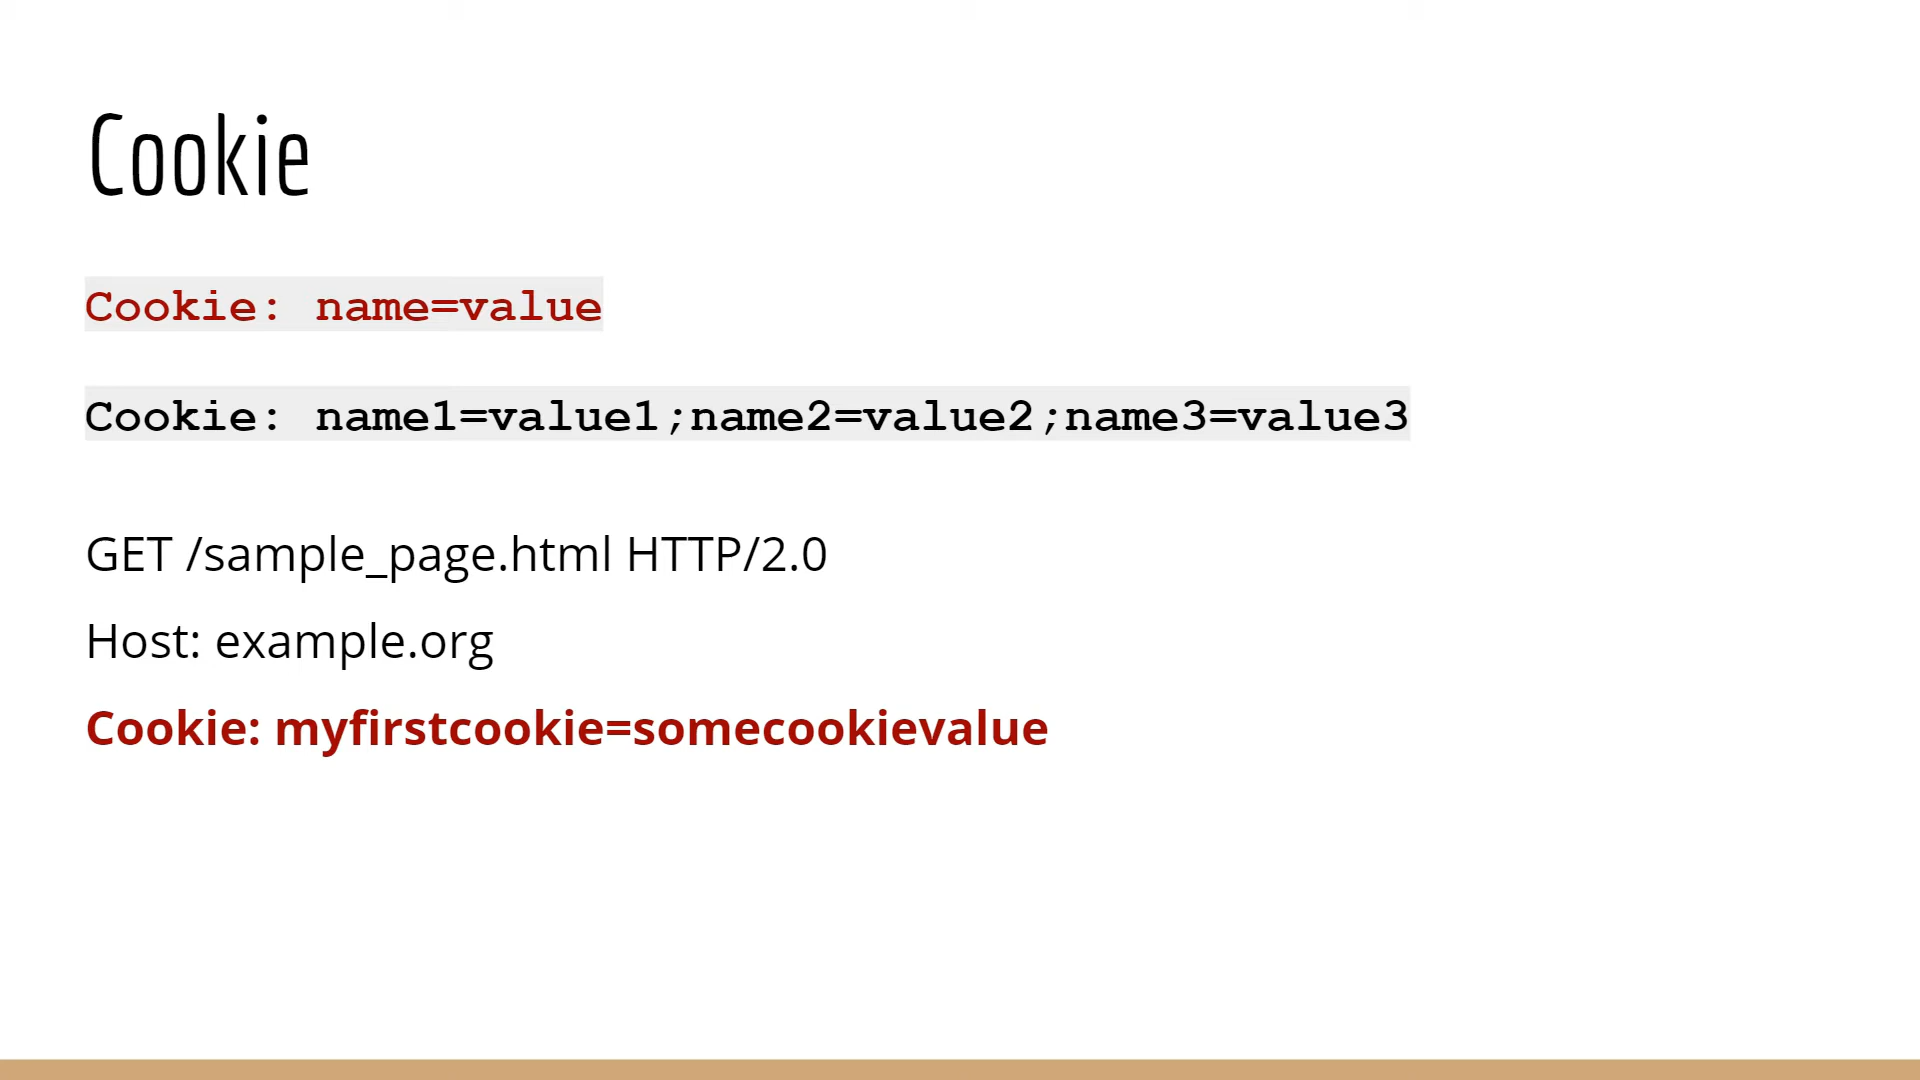 Cookie
Cookie: name=value
Cookie: name1=value1;name2=value2;name3=value3
GET /sample_page.html HTTP/2.0
Host: example.org
Cookie: myfirstcookie=somecookievalue